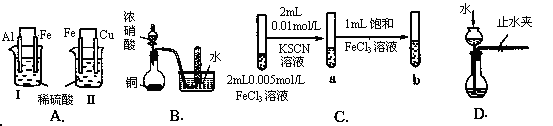 Al Fe Fe Cu
I 稀硫酸 II
A.
浓硝酸
水
铜
B.
2mL 0.01mol/L KSCN 溶液
1mL 饱和 FeCl₃ 溶液
2mL0.005mol/L FeCl₃ 溶液
a
b
C.
水
止水夹
D.